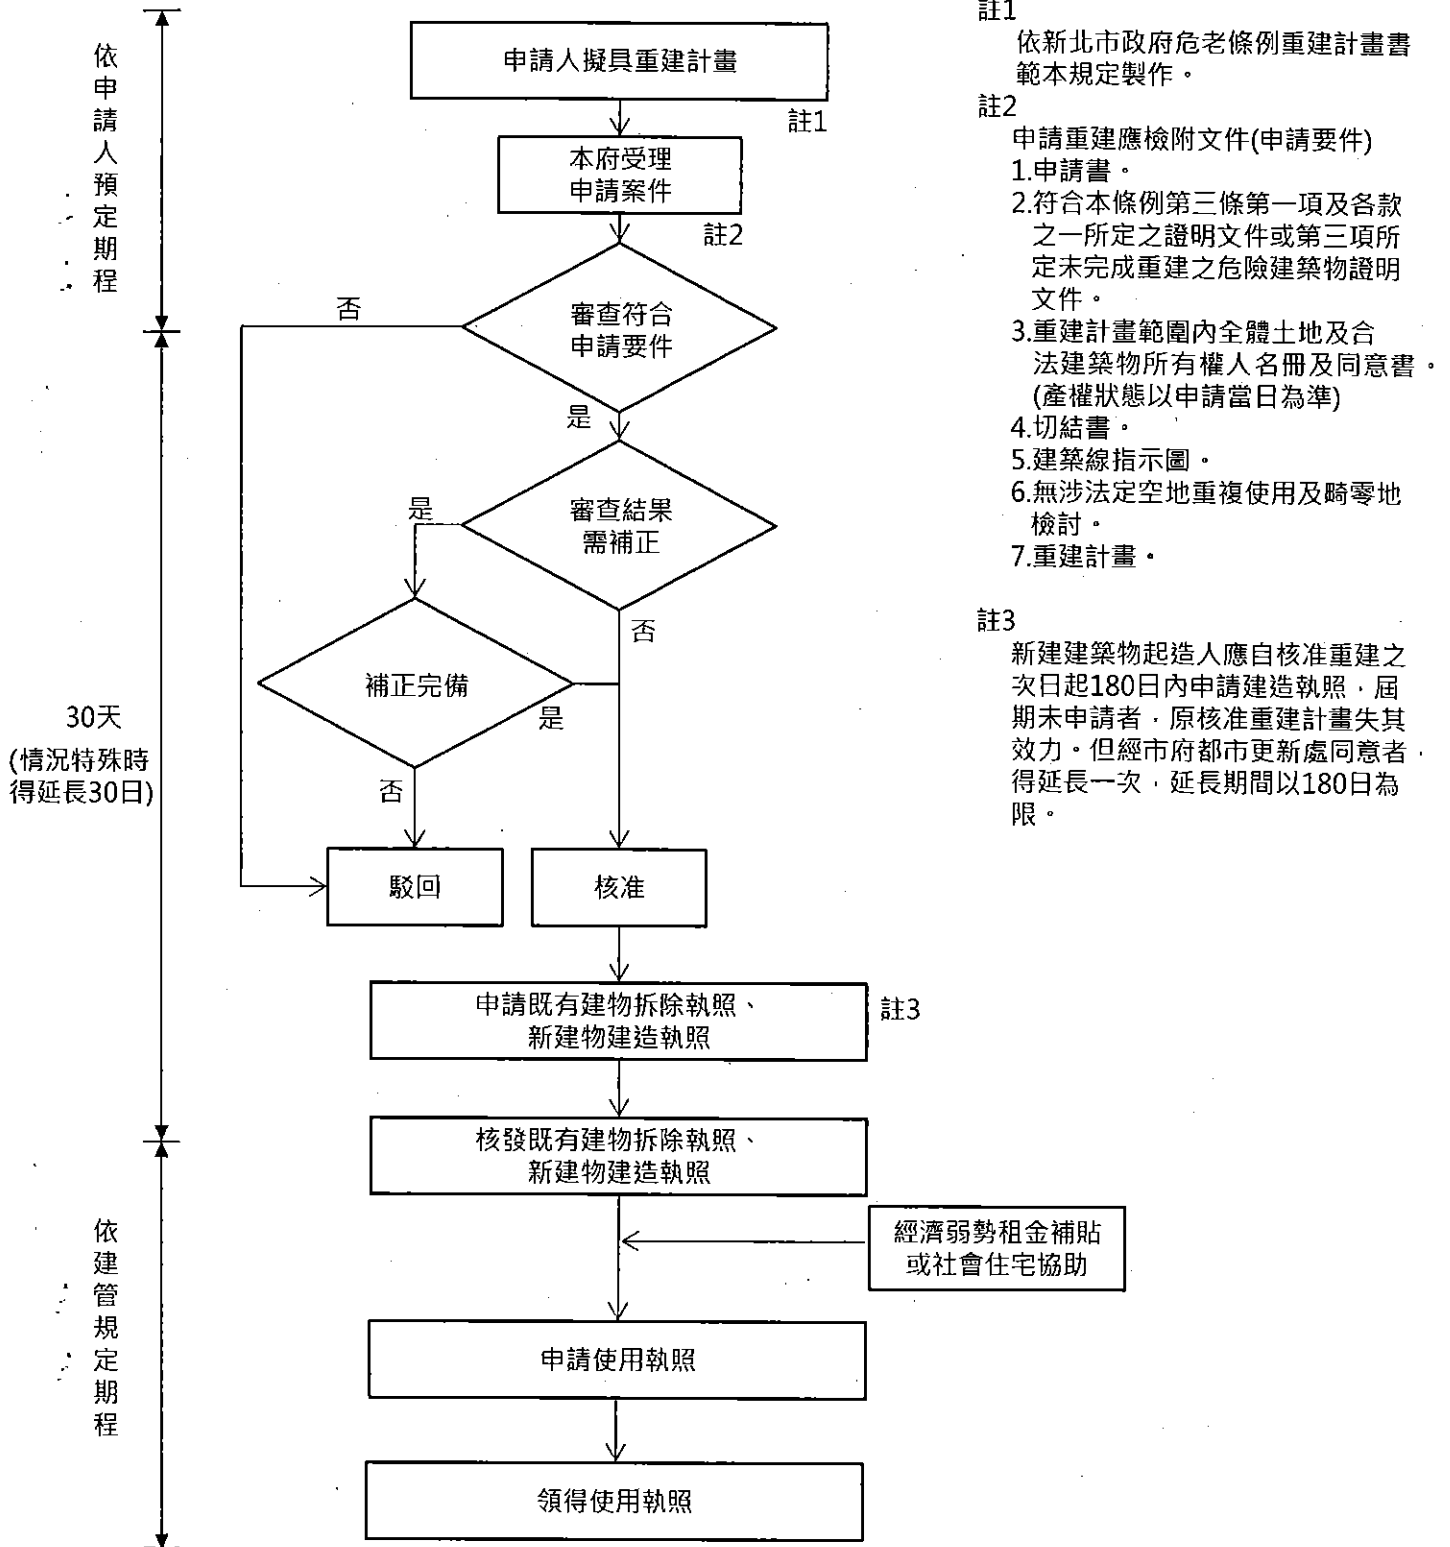 依申請人預定期程
申請人擬具重建計畫
註1
本府受理
申請案件
註2
審查符合
申請要件
否
是
審查結果
需補正
是
否
補正完備
是
否
30天
(情況特殊時
得延長30日)
駁回
核准
申請既有建物拆除執照、
新建物建造執照
註3
核發既有建物拆除執照、
新建物建造執照
經濟弱勢租金補貼
或社會住宅協助
依建管規定期程
申請使用執照
領得使用執照
註1
依新北市政府危老條例重建計畫書
範本規定製作。
註2
申請重建應檢附文件(申請要件)
1.申請書。
2.符合本條例第三條第一項及各款
之一所定之證明文件或第三項所
定未完成重建之危險建築物證明
文件。
3.重建計畫範圍內全體土地及合
法建築物所有權人名冊及同意書。
(產權狀態以申請當日為準)
4.切結書。
5.建築線指示圖。
6.無涉法定空地重複使用及畸零地
檢討。
7.重建計畫。
註3
新建建築物起造人應自核准重建之
次日起180日內申請建造執照，屆
期未申請者，原核准重建計畫失其
效力。但經市府都市更新處同意者，
得延長一次，延長期間以180日為
限。